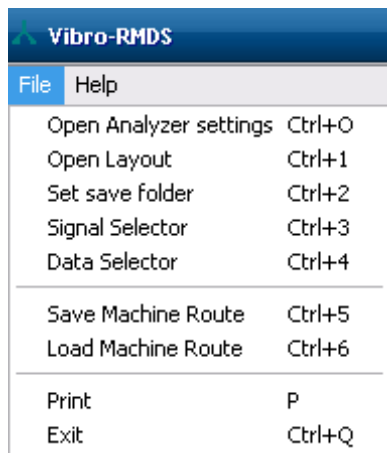 Vibro-RMDS
File Help
Open Analyzer settings Ctrl+O
Open Layout Ctrl+1
Set save folder Ctrl+2
Signal Selector Ctrl+3
Data Selector Ctrl+4
Save Machine Route Ctrl+5
Load Machine Route Ctrl+6
Print P
Exit Ctrl+Q